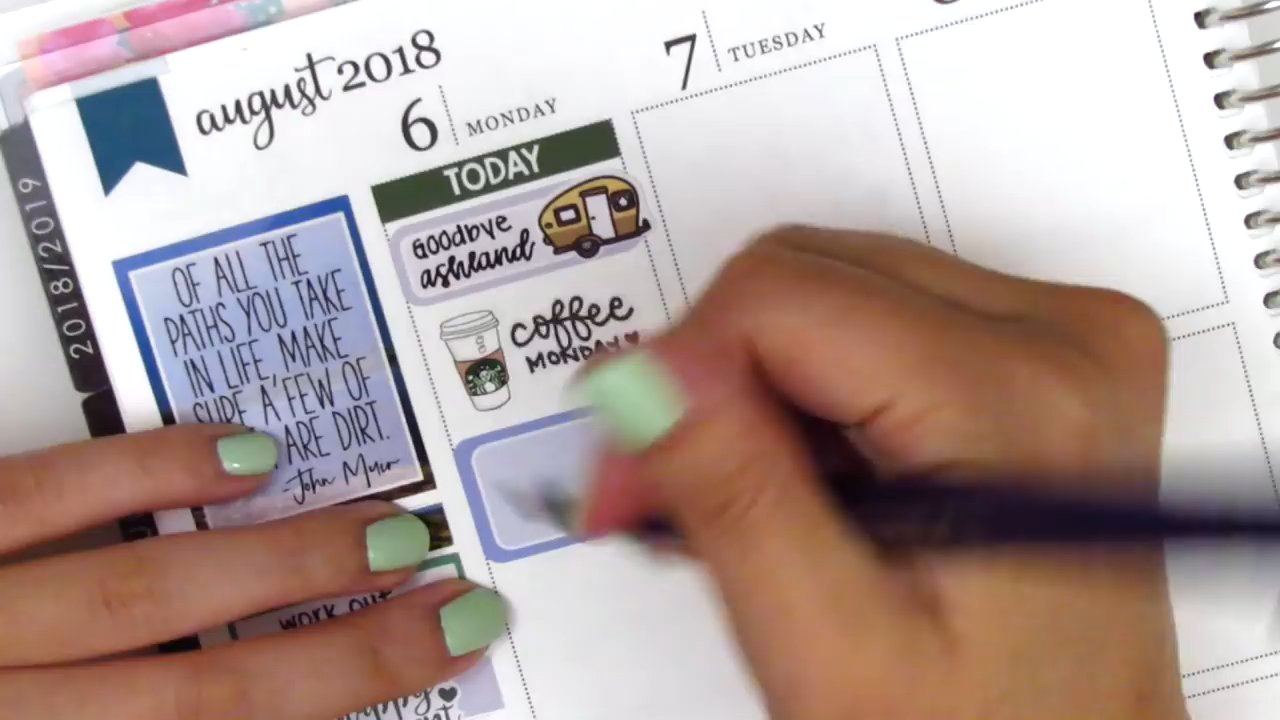 august 2018
6 MONDAY
7 TUESDAY
2018/2019
TODAY
GOODBYE
ashland
coffee
MONDAY
OF ALL THE
PATHS YOU TAKE
IN LIFE, MAKE
SURE A FEW OF
ARE DIRT.
-John Muir
work out
happy